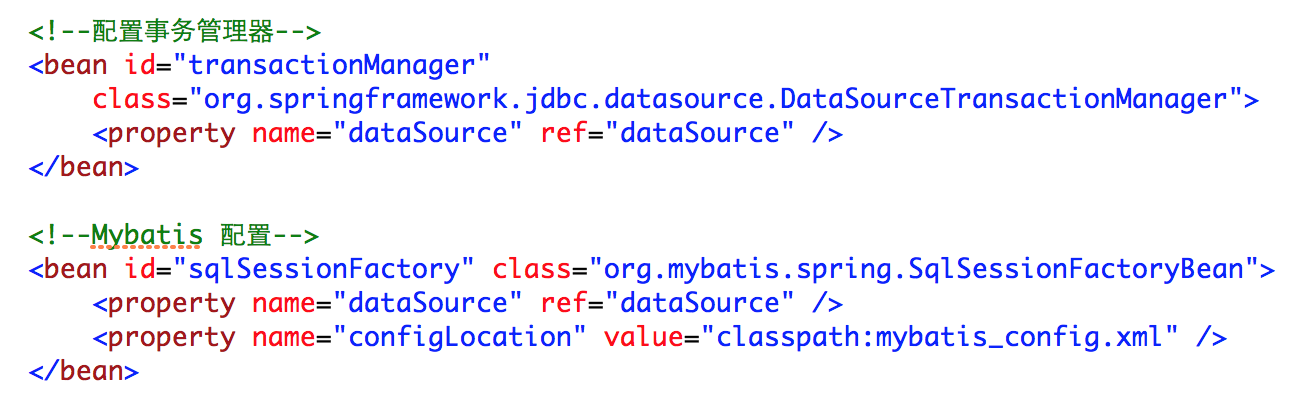 <!--配置事务管理器-->
<bean id="transactionManager"
    class="org.springframework.jdbc.datasource.DataSourceTransactionManager">
    <property name="dataSource" ref="dataSource" />
</bean>

<!--Mybatis 配置-->
<bean id="sqlSessionFactory" class="org.mybatis.spring.SqlSessionFactoryBean">
    <property name="dataSource" ref="dataSource" />
    <property name="configLocation" value="classpath:mybatis_config.xml" />
</bean>